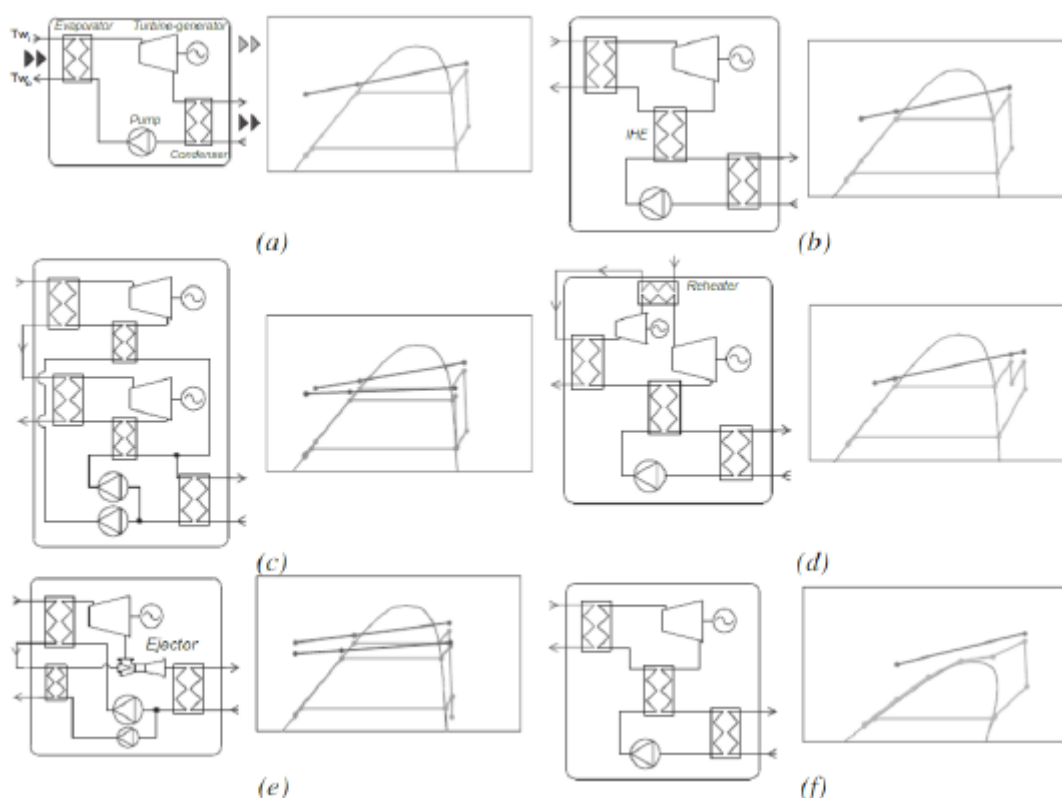 Evaporator Turbine-generator
Tw
Tw
Pump
Condenser
(a)
IHE
(b)
(c)
Reheater
(d)
Ejector
(e)
(f)